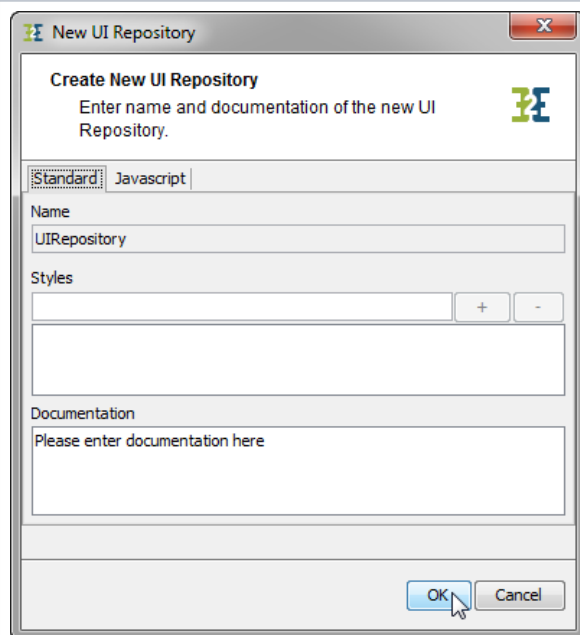 New UI Repository
Create New UI Repository
Enter name and documentation of the new UI
Repository.
Standard Javascript
Name
UIRepository
Styles
+ -
Documentation
Please enter documentation here
OK Cancel